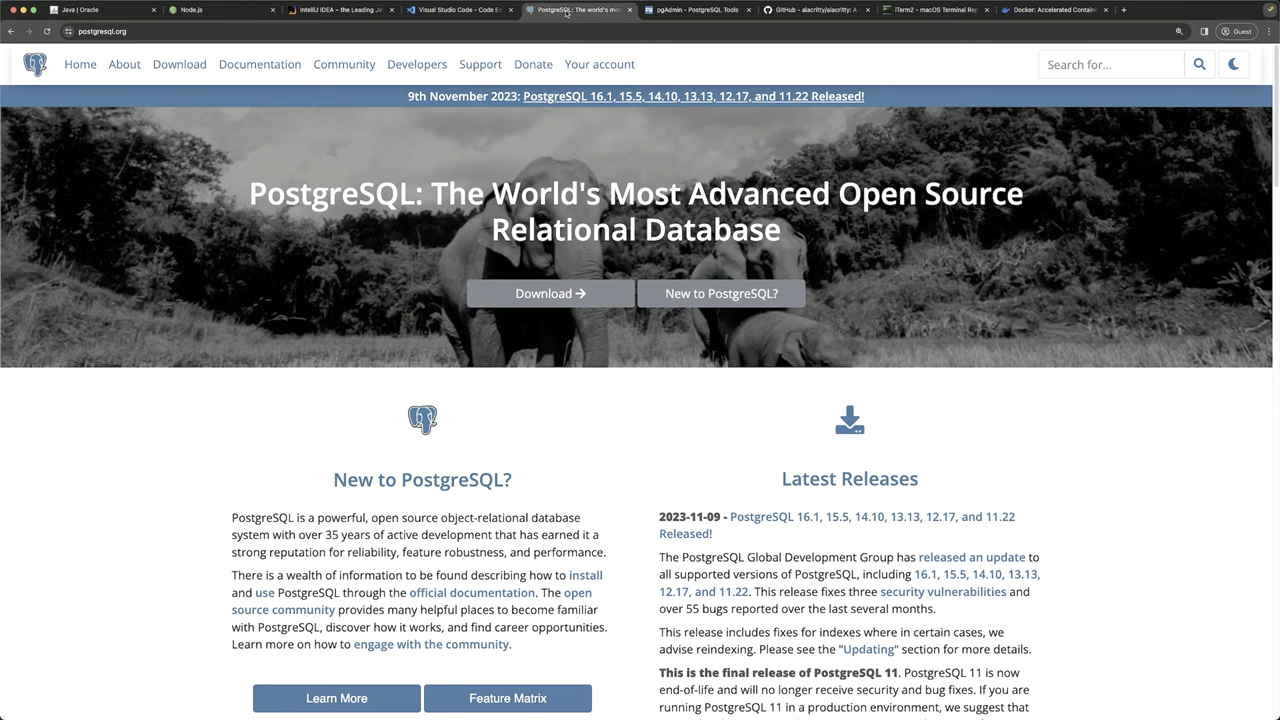 Java | Oracle
Node.js
IntelliJ IDEA – the Leading Ja
Visual Studio Code - Code Ed
PostgreSQL: The world's mos
pgAdmin - PostgreSQL Tools
GitHub - alacritty/alacritty: A
iTerm2 - macOS Terminal Rep
Docker: Accelerated Contain
postgresql.org
Guest
Home
About
Download
Documentation
Community
Developers
Support
Donate
Your account
Search for...
9th November 2023: PostgreSQL 16.1, 15.5, 14.10, 13.13, 12.17, and 11.22 Released!
PostgreSQL: The World's Most Advanced Open Source
Relational Database
Download
New to PostgreSQL?
New to PostgreSQL?
PostgreSQL is a powerful, open source object-relational database
system with over 35 years of active development that has earned it a
strong reputation for reliability, feature robustness, and performance.
There is a wealth of information to be found describing how to install
and use PostgreSQL through the official documentation. The open
source community provides many helpful places to become familiar
with PostgreSQL, discover how it works, and find career opportunities.
Learn more on how to engage with the community.
Learn More
Feature Matrix
Latest Releases
2023-11-09 - PostgreSQL 16.1, 15.5, 14.10, 13.13, 12.17, and 11.22
Released!
The PostgreSQL Global Development Group has released an update to
all supported versions of PostgreSQL, including 16.1, 15.5, 14.10, 13.13,
12.17, and 11.22. This release fixes three security vulnerabilities and
over 55 bugs reported over the last several months.
This release includes fixes for indexes where in certain cases, we
advise reindexing. Please see the "Updating" section for more details.
This is the final release of PostgreSQL 11. PostgreSQL 11 is now
end-of-life and will no longer receive security and bug fixes. If you are
running PostgreSQL 11 in a production environment, we suggest that